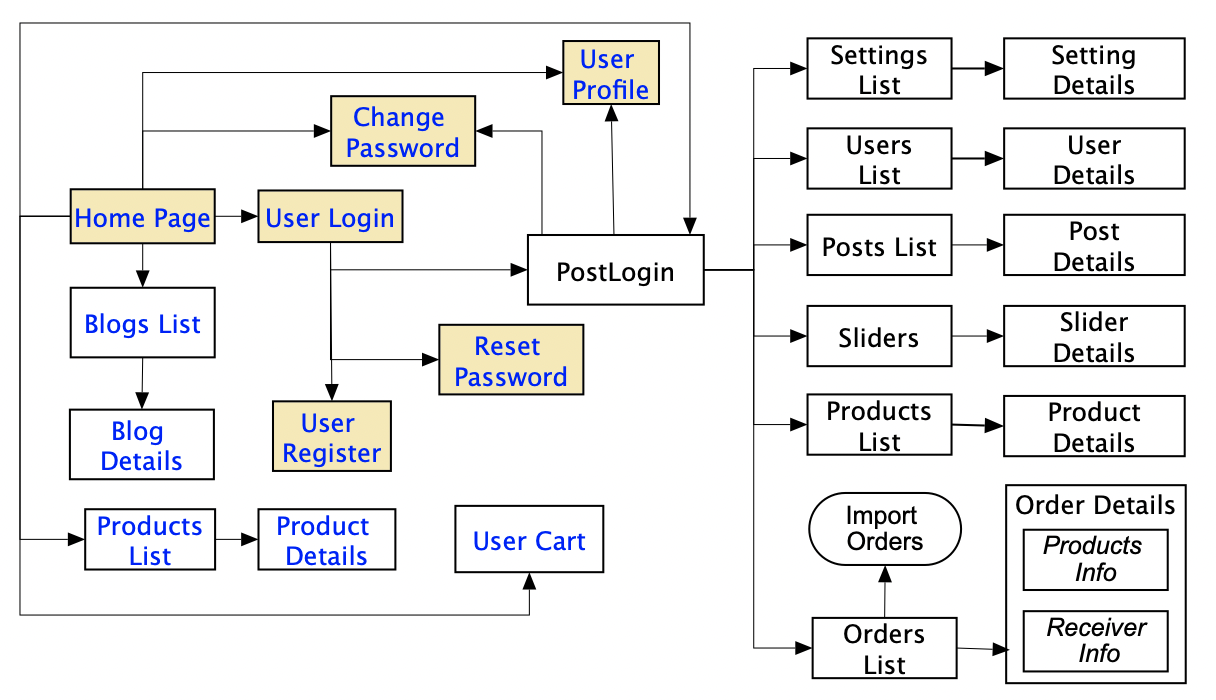 User
Profile
Settings
List
Setting
Details
Change
Password
Users
List
User
Details
Home Page
User Login
PostLogin
Posts List
Post
Details
Blogs List
Reset
Password
Sliders
Slider
Details
Blog
Details
User
Register
Products
List
Product
Details
Products
List
Product
Details
User Cart
Import
Orders
Order Details
Products
Info
Receiver
Info
Orders
List